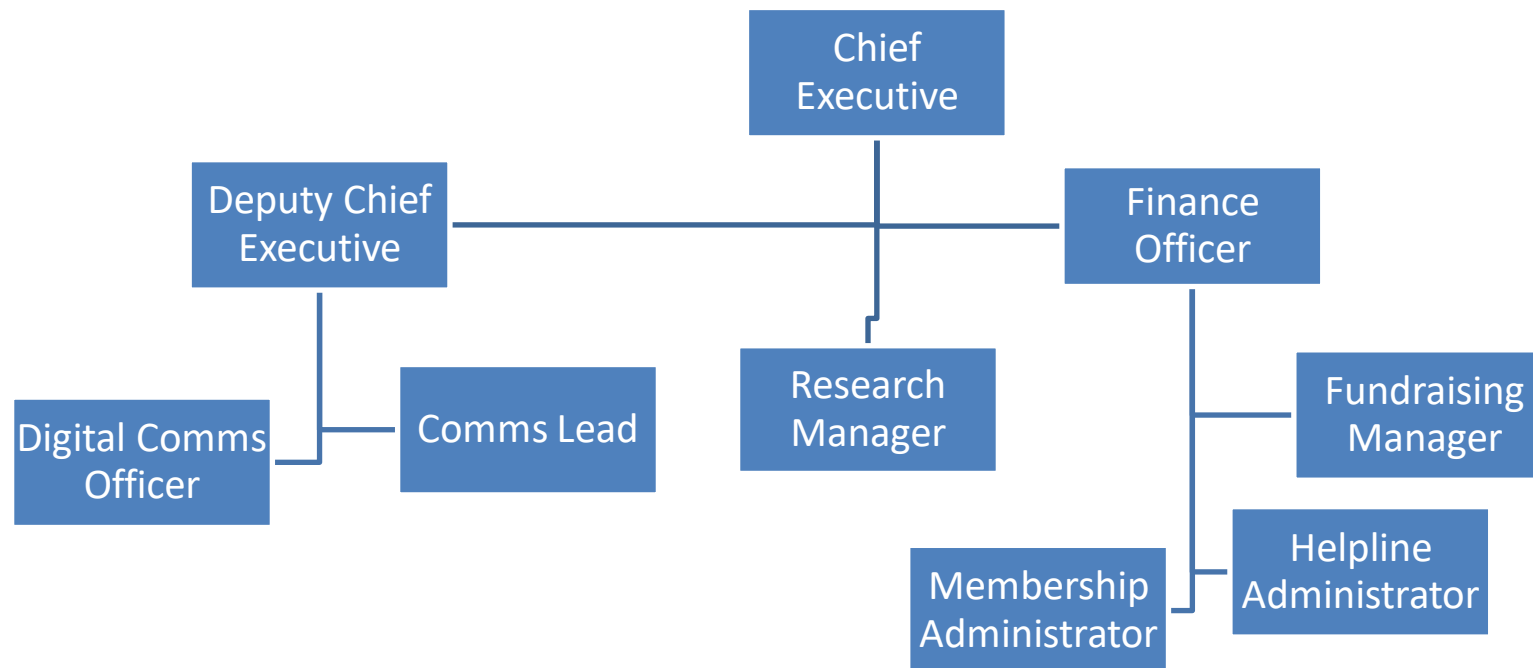 Chief
Executive
Deputy Chief
Executive
Finance
Officer
Research
Manager
Digital Comms
Officer
Comms Lead
Fundraising
Manager
Membership
Administrator
Helpline
Administrator